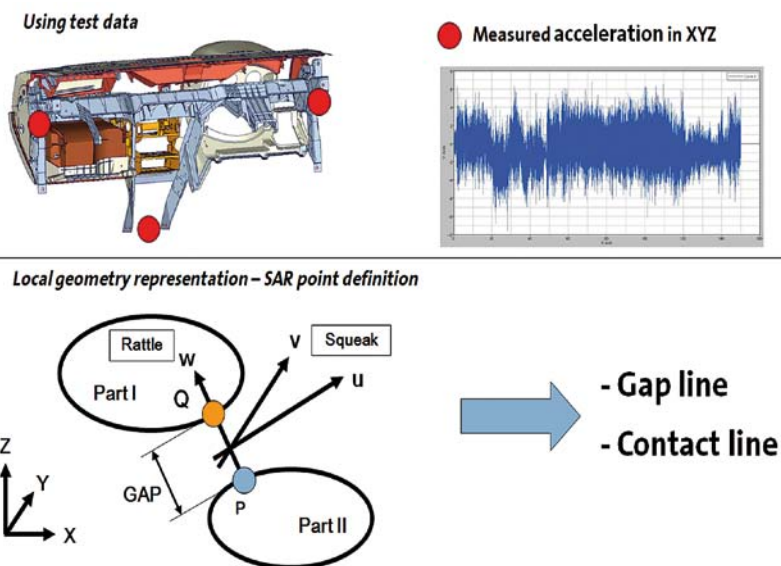 Using test data
Measured acceleration in XYZ
Local geometry representation – SAR point definition
Rattle
Squeak
w
v
u
Part I
Q
GAP
P
Part II
Z
Y
X
- Gap line
- Contact line